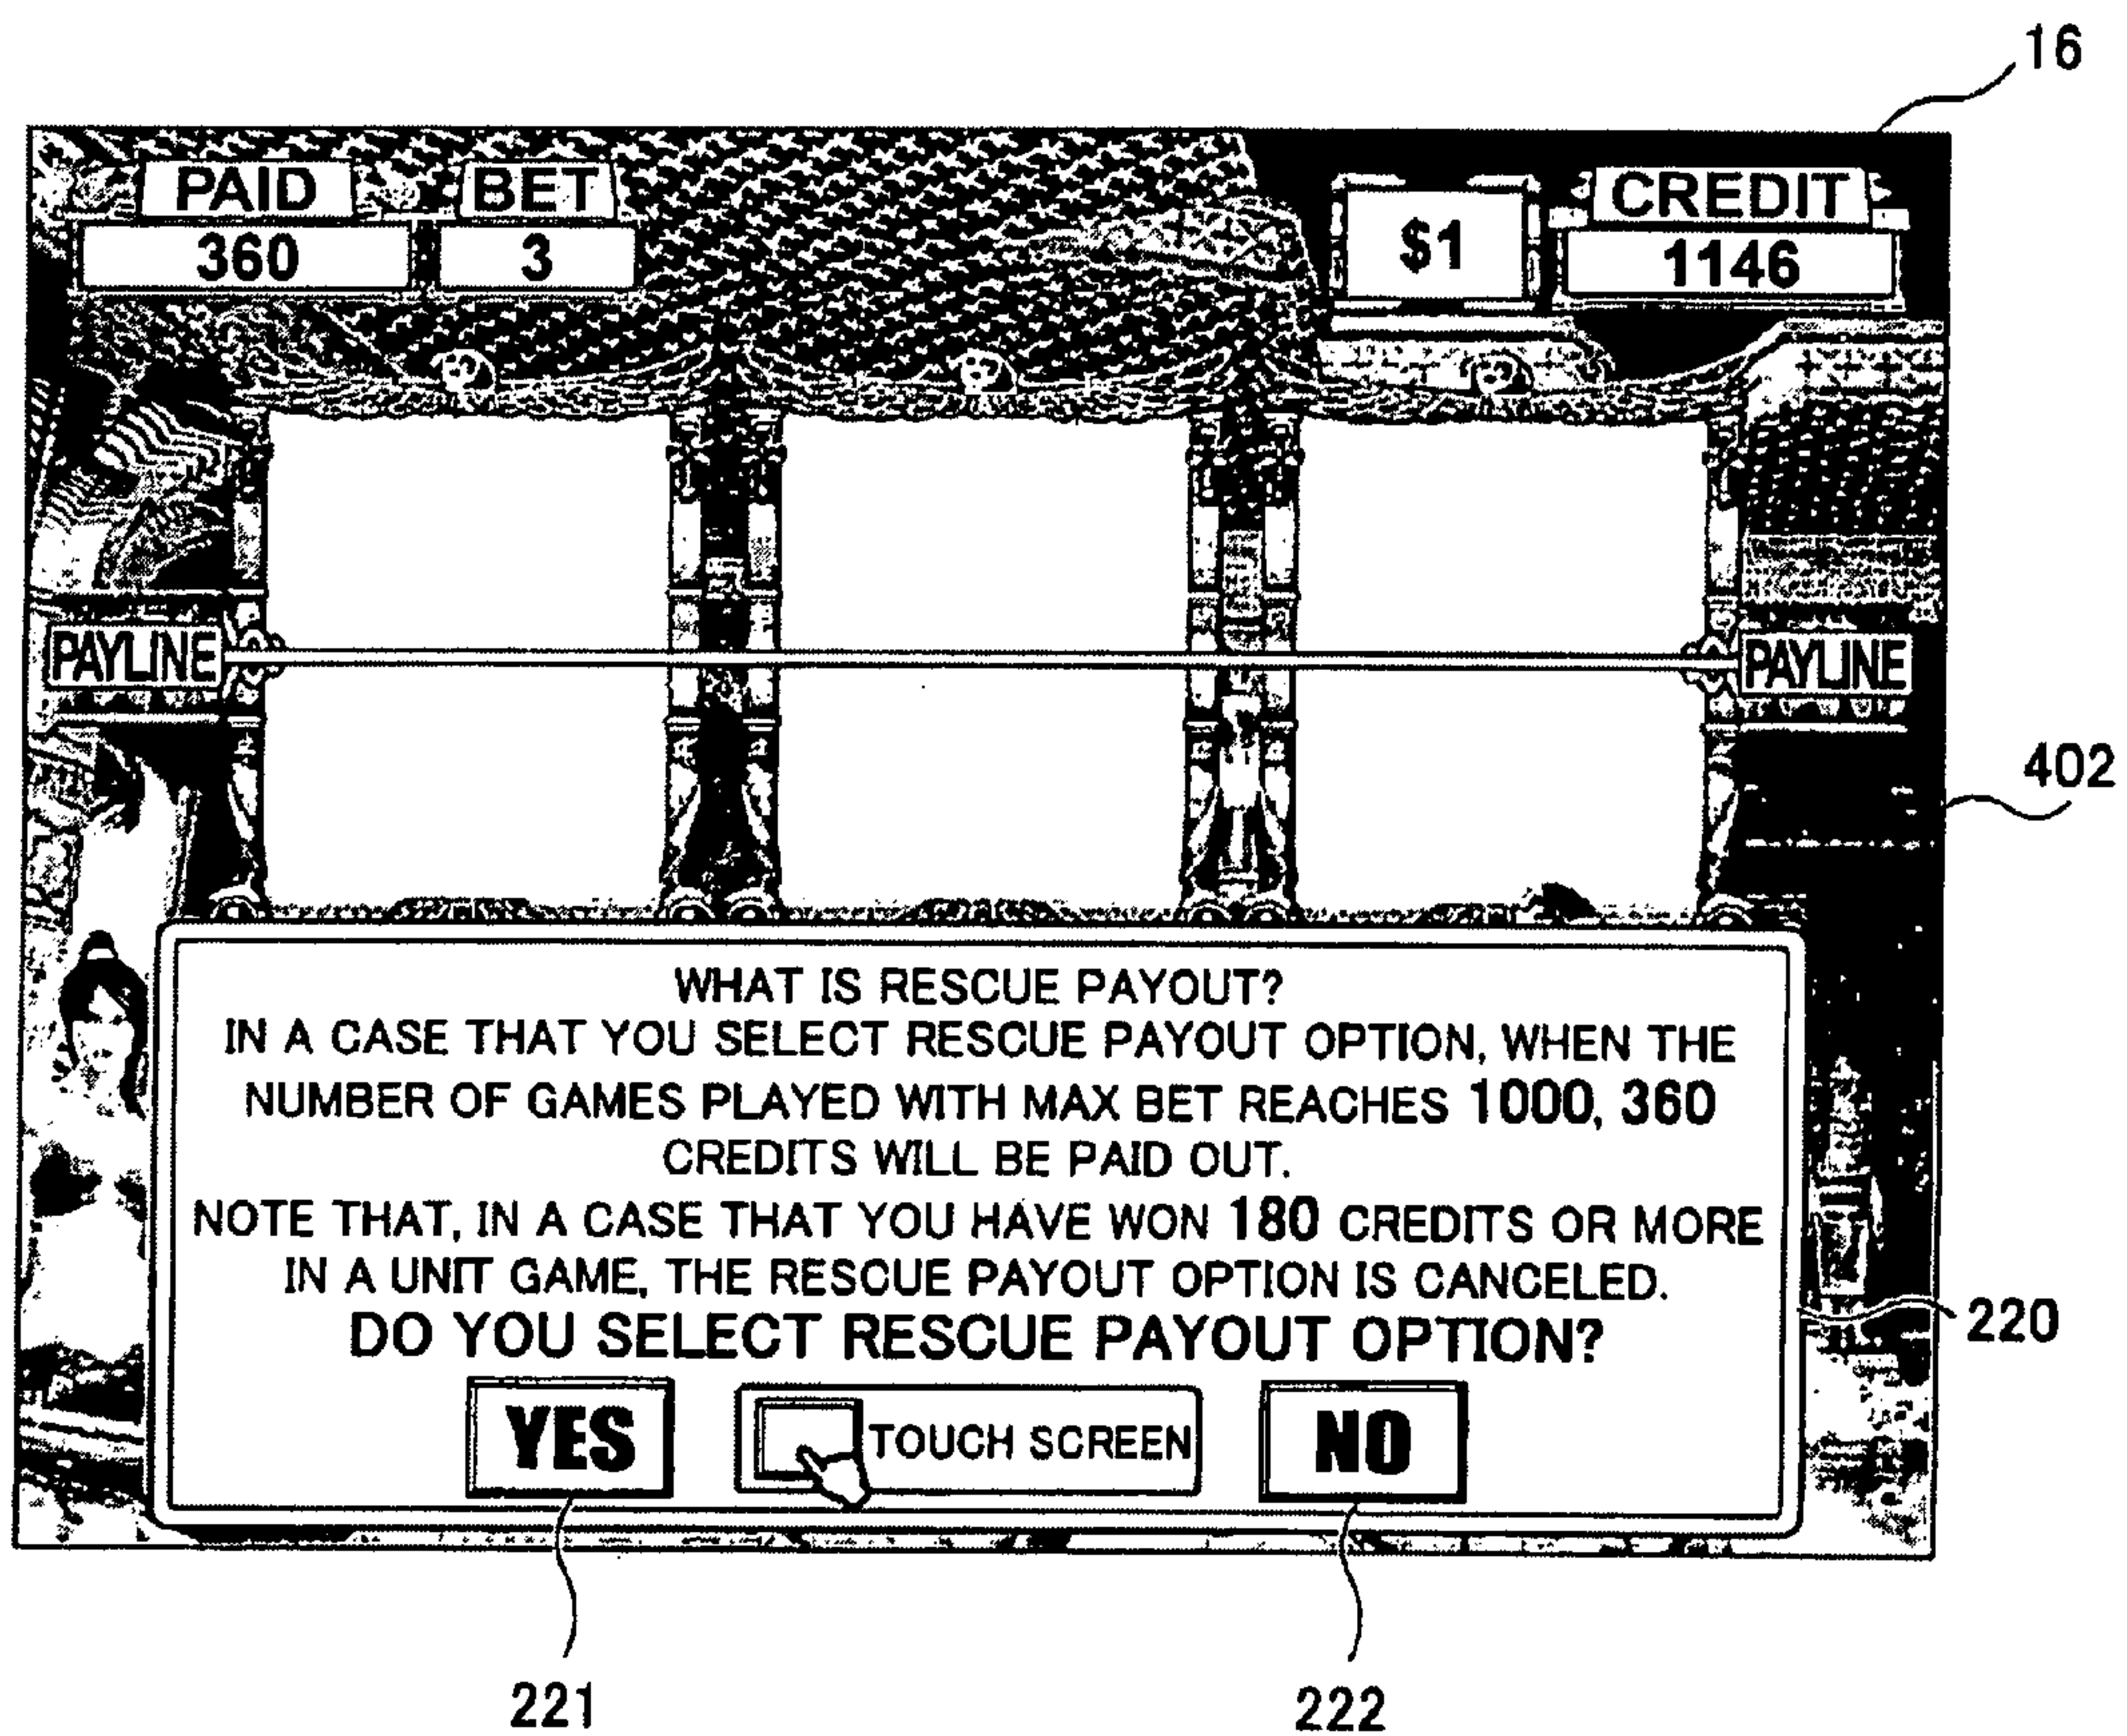 16
PAID
BET
CREDIT
360
3
$1
1146
PAYLINE
PAYLINE
402
WHAT IS RESCUE PAYOUT?
IN A CASE THAT YOU SELECT RESCUE PAYOUT OPTION, WHEN THE
NUMBER OF GAMES PLAYED WITH MAX BET REACHES 1000, 360
CREDITS WILL BE PAID OUT.
NOTE THAT, IN A CASE THAT YOU HAVE WON 180 CREDITS OR MORE
IN A UNIT GAME, THE RESCUE PAYOUT OPTION IS CANCELED.
DO YOU SELECT RESCUE PAYOUT OPTION?
220
YES
TOUCH SCREEN
NO
221
222